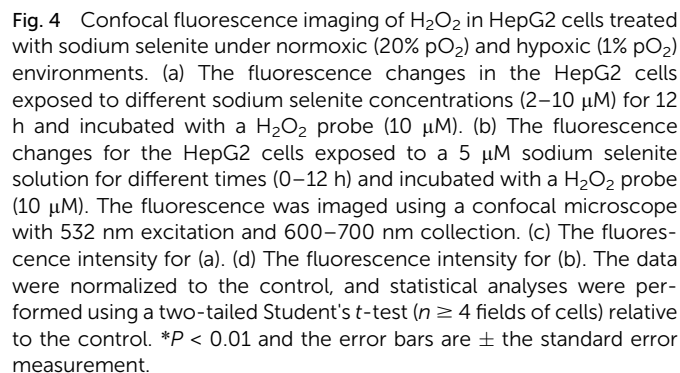 Fig. 4 Confocal fluorescence imaging of H₂O₂ in HepG2 cells treated
with sodium selenite under normoxic (20% pO₂) and hypoxic (1% pO₂)
environments. (a) The fluorescence changes in the HepG2 cells
exposed to different sodium selenite concentrations (2–10 μM) for 12
h and incubated with a H₂O₂ probe (10 μM). (b) The fluorescence
changes for the HepG2 cells exposed to a 5 μM sodium selenite
solution for different times (0–12 h) and incubated with a H₂O₂ probe
(10 μM). The fluorescence was imaged using a confocal microscope
with 532 nm excitation and 600–700 nm collection. (c) The fluores-
cence intensity for (a). (d) The fluorescence intensity for (b). The data
were normalized to the control, and statistical analyses were per-
formed using a two-tailed Student's t-test (n ≥ 4 fields of cells) relative
to the control. *P < 0.01 and the error bars are ± the standard error
measurement.